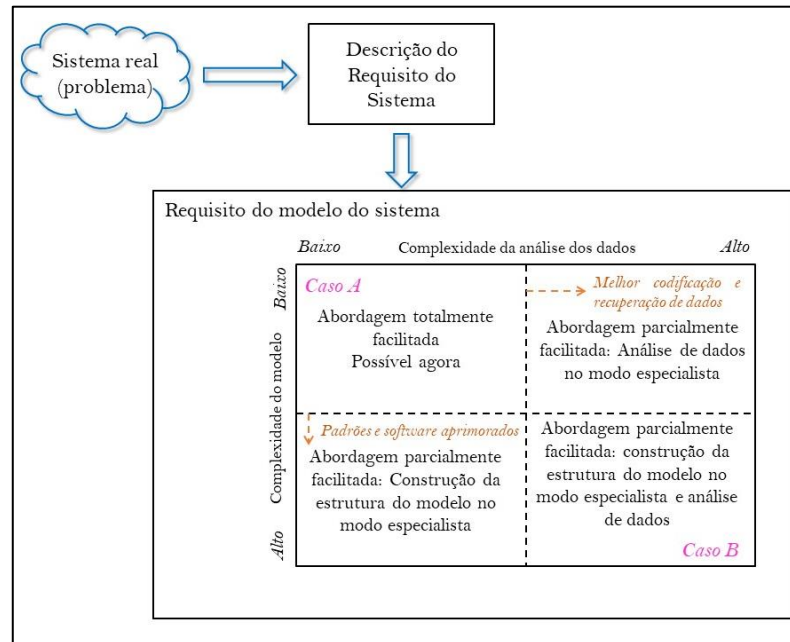 Sistema real
(problema)
Descrição do
Requisito do
Sistema
Requisito do modelo do sistema
Baixo
Complexidade da análise dos dados
Alto
Baixo
Complexidade do modelo
Alto
Caso A
Abordagem totalmente
facilitada
Possível agora
Melhor codificação e
recuperação de dados
Abordagem parcialmente
facilitada: Análise de dados
no modo especialista
Padrões e software aprimorados
Abordagem parcialmente
facilitada: Construção da
estrutura do modelo no
modo especialista
Abordagem parcialmente
facilitada: construção da
estrutura do modelo no
modo especialista e análise
de dados
Caso B